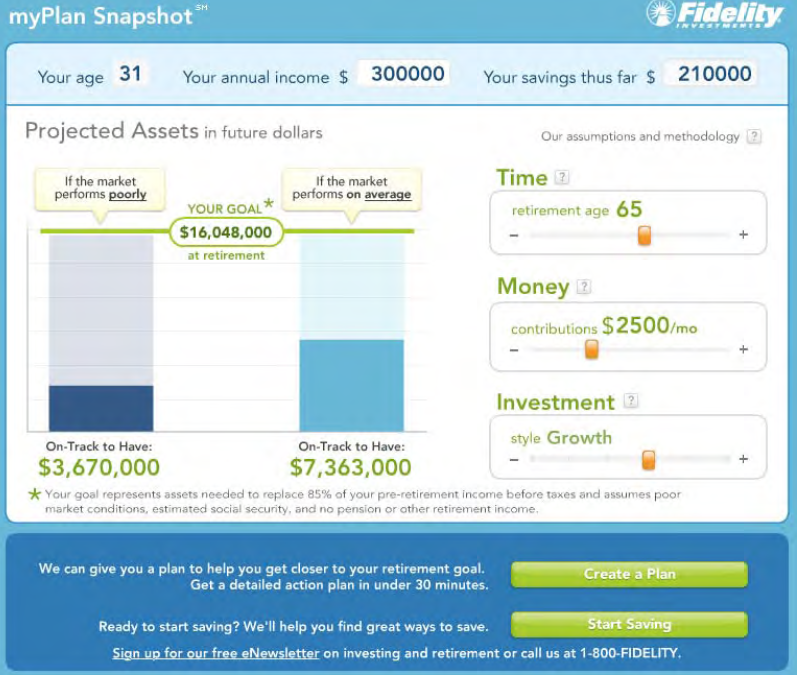 myPlan Snapshot℠
Fidelity
INVESTMENTS
Your age 31 Your annual income $ 300000 Your savings thus far $ 210000
Projected Assets in future dollars
Our assumptions and methodology ?
If the market
performs poorly
YOUR GOAL*
$16,048,000
at retirement
If the market
performs on average
On-Track to Have:
$3,670,000
On-Track to Have:
$7,363,000
Time ?
retirement age 65
- +
Money ?
contributions $2500/mo
- +
Investment ?
style Growth
- +
* Your goal represents assets needed to replace 85% of your pre-retirement income before taxes and assumes poor
market conditions, estimated social security, and no pension or other retirement income.
We can give you a plan to help you get closer to your retirement goal.
Get a detailed action plan in under 30 minutes.
Create a Plan
Ready to start saving? We'll help you find great ways to save.
Start Saving
Sign up for our free eNewsletter on investing and retirement or call us at 1-800-FIDELITY.